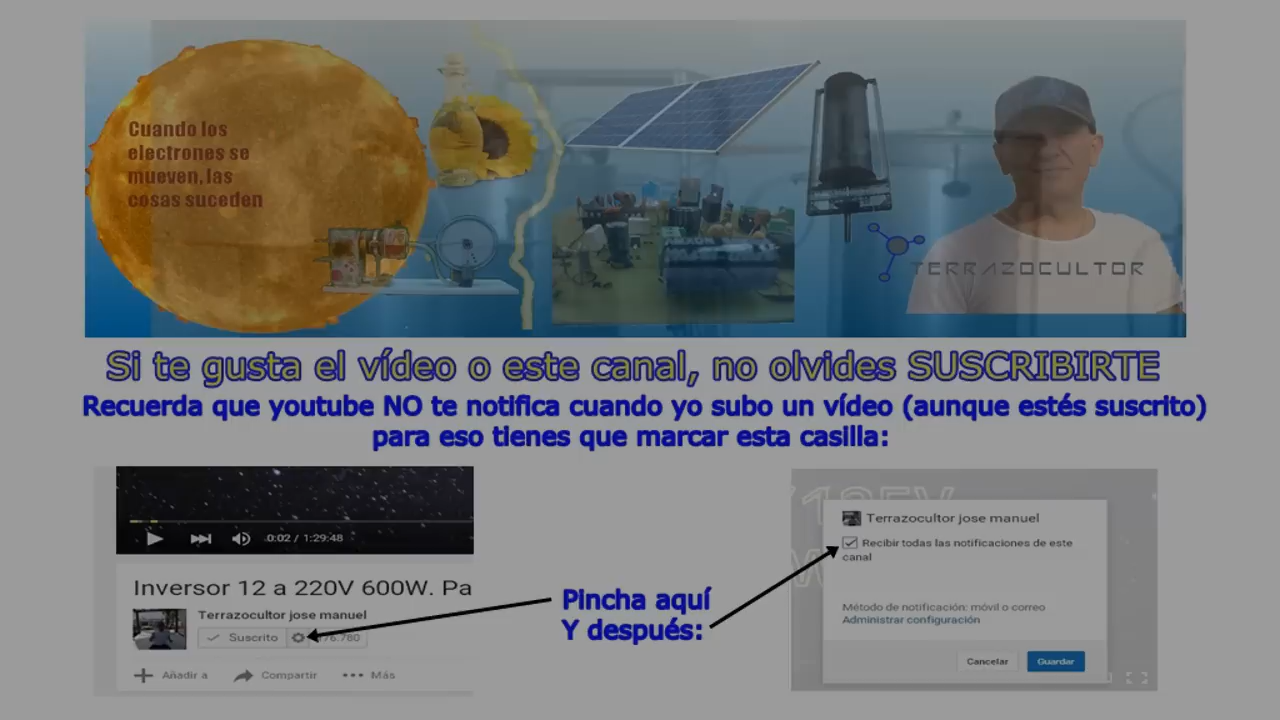 Cuando los
electrones se
mueven, las
cosas suceden
TERRAZOCULTOR
Si te gusta el vídeo o este canal, no olvides SUSCRIBIRTE
Recuerda que youtube NO te notifica cuando yo subo un vídeo (aunque estés suscrito)
para eso tienes que marcar esta casilla:
0:02 / 1:29:48
Inversor 12 a 220V 600W. Pa
Terrazocultor jose manuel
Suscrito 176.780
Añadir a Compartir Más
Pincha aquí
Y después:
Terrazocultor jose manuel
Recibir todas las notificaciones de este
canal
Método de notificación: móvil o correo
Administrar configuración
Cancelar Guardar